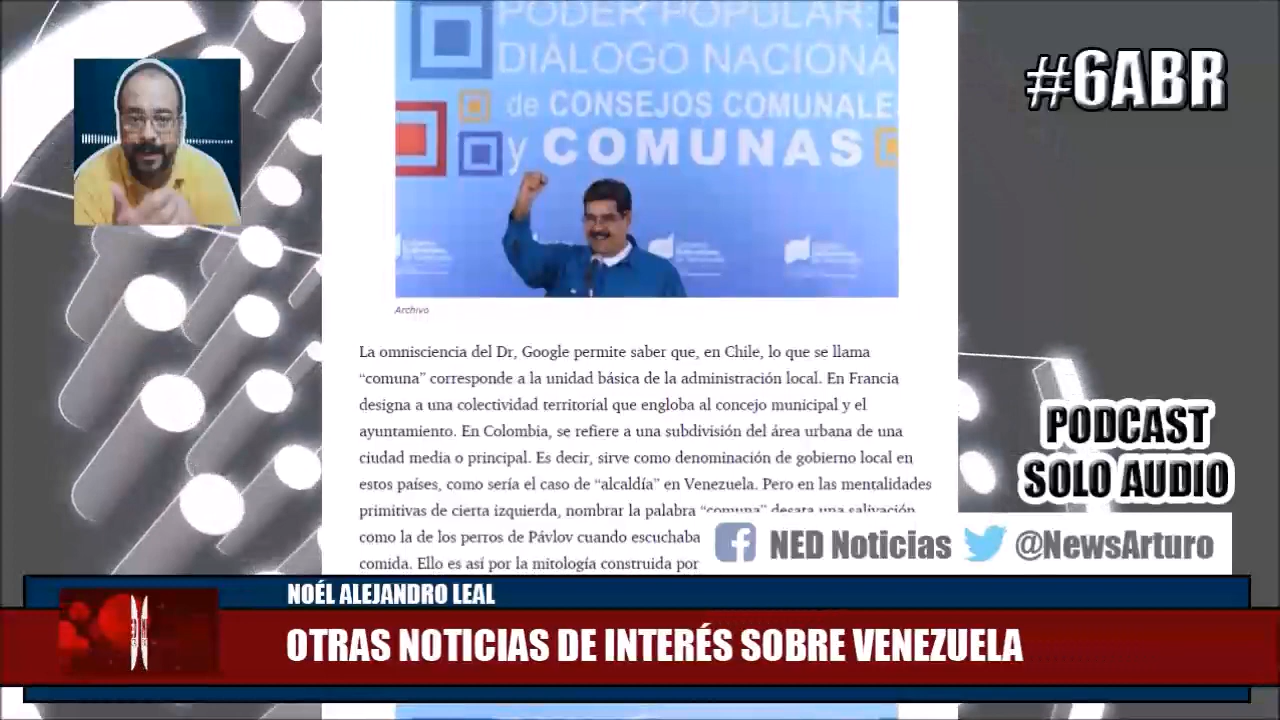 PODER POPULAR:
DIÁLOGO NACIONA
de CONSEJOS COMUNALE
y COMUNAS
#6ABR
Archivo
La omnisciencia del Dr, Google permite saber que, en Chile, lo que se llama
“comuna” corresponde a la unidad básica de la administración local. En Francia
designa a una colectividad territorial que engloba al concejo municipal y el
ayuntamiento. En Colombia, se refiere a una subdivisión del área urbana de una
ciudad media o principal. Es decir, sirve como denominación de gobierno local en
estos países, como sería el caso de “alcaldía” en Venezuela. Pero en las mentalidades
primitivas de cierta izquierda, nombrar la palabra “comuna” desata una salivación
como la de los perros de Pávlov cuando escuchaba
comida. Ello es así por la mitología construida por
PODCAST
SOLO AUDIO
NED Noticias @NewsArturo
NOÉL ALEJANDRO LEAL
OTRAS NOTICIAS DE INTERÉS SOBRE VENEZUELA